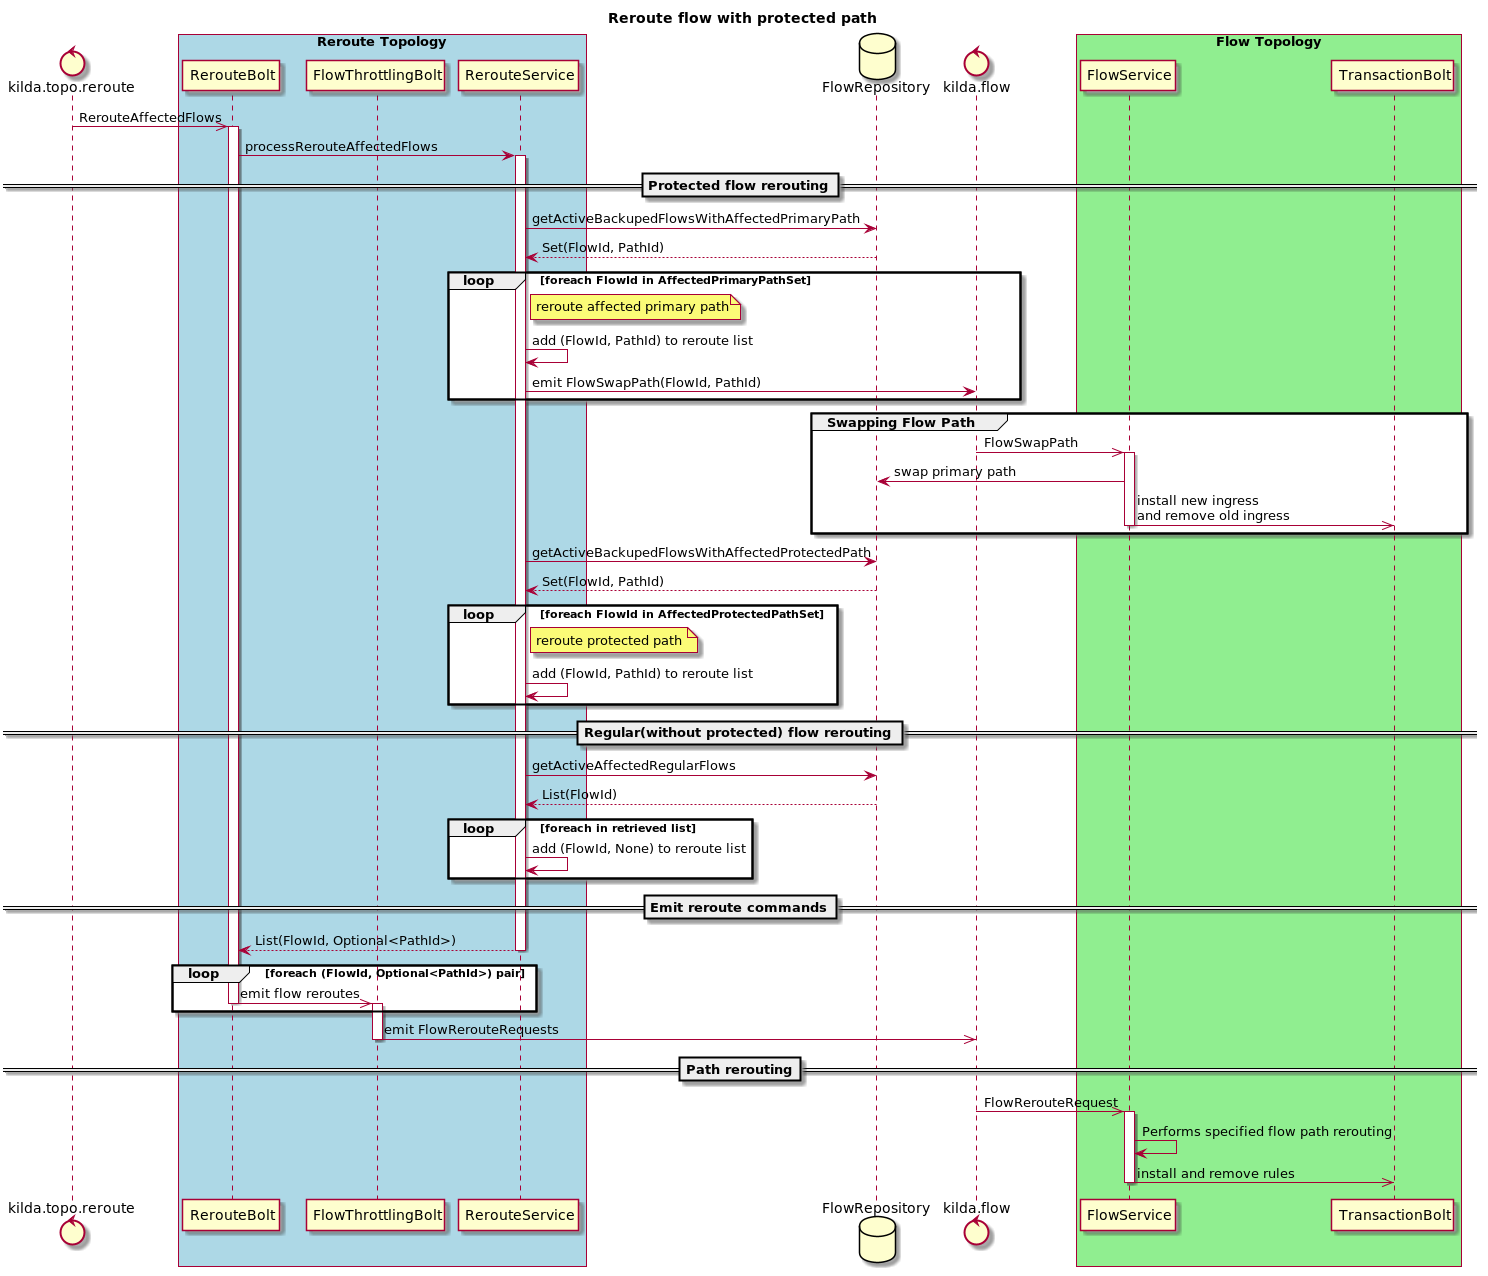 Reroute flow with protected path
Reroute Topology
Flow Topology
kilda.topo.reroute
RerouteBolt
FlowThrottlingBolt
RerouteService
FlowRepository
kilda.flow
FlowService
TransactionBolt
RerouteAffectedFlows
processRerouteAffectedFlows
Protected flow rerouting
getActiveBackupedFlowsWithAffectedPrimaryPath
Set(FlowId, PathId)
loop [foreach FlowId in AffectedPrimaryPathSet]
reroute affected primary path
add (FlowId, PathId) to reroute list
emit FlowSwapPath(FlowId, PathId)
Swapping Flow Path
FlowSwapPath
swap primary path
install new ingress
and remove old ingress
getActiveBackupedFlowsWithAffectedProtectedPath
Set(FlowId, PathId)
loop [foreach FlowId in AffectedProtectedPathSet]
reroute protected path
add (FlowId, PathId) to reroute list
Regular(without protected) flow rerouting
getActiveAffectedRegularFlows
List(FlowId)
loop [foreach in retrieved list]
add (FlowId, None) to reroute list
Emit reroute commands
List(FlowId, Optional<PathId>)
loop [foreach (FlowId, Optional<PathId>) pair]
emit flow reroutes
emit FlowRerouteRequests
Path rerouting
FlowRerouteRequest
Performs specified flow path rerouting
install and remove rules
kilda.topo.reroute
RerouteBolt
FlowThrottlingBolt
RerouteService
FlowRepository
kilda.flow
FlowService
TransactionBolt